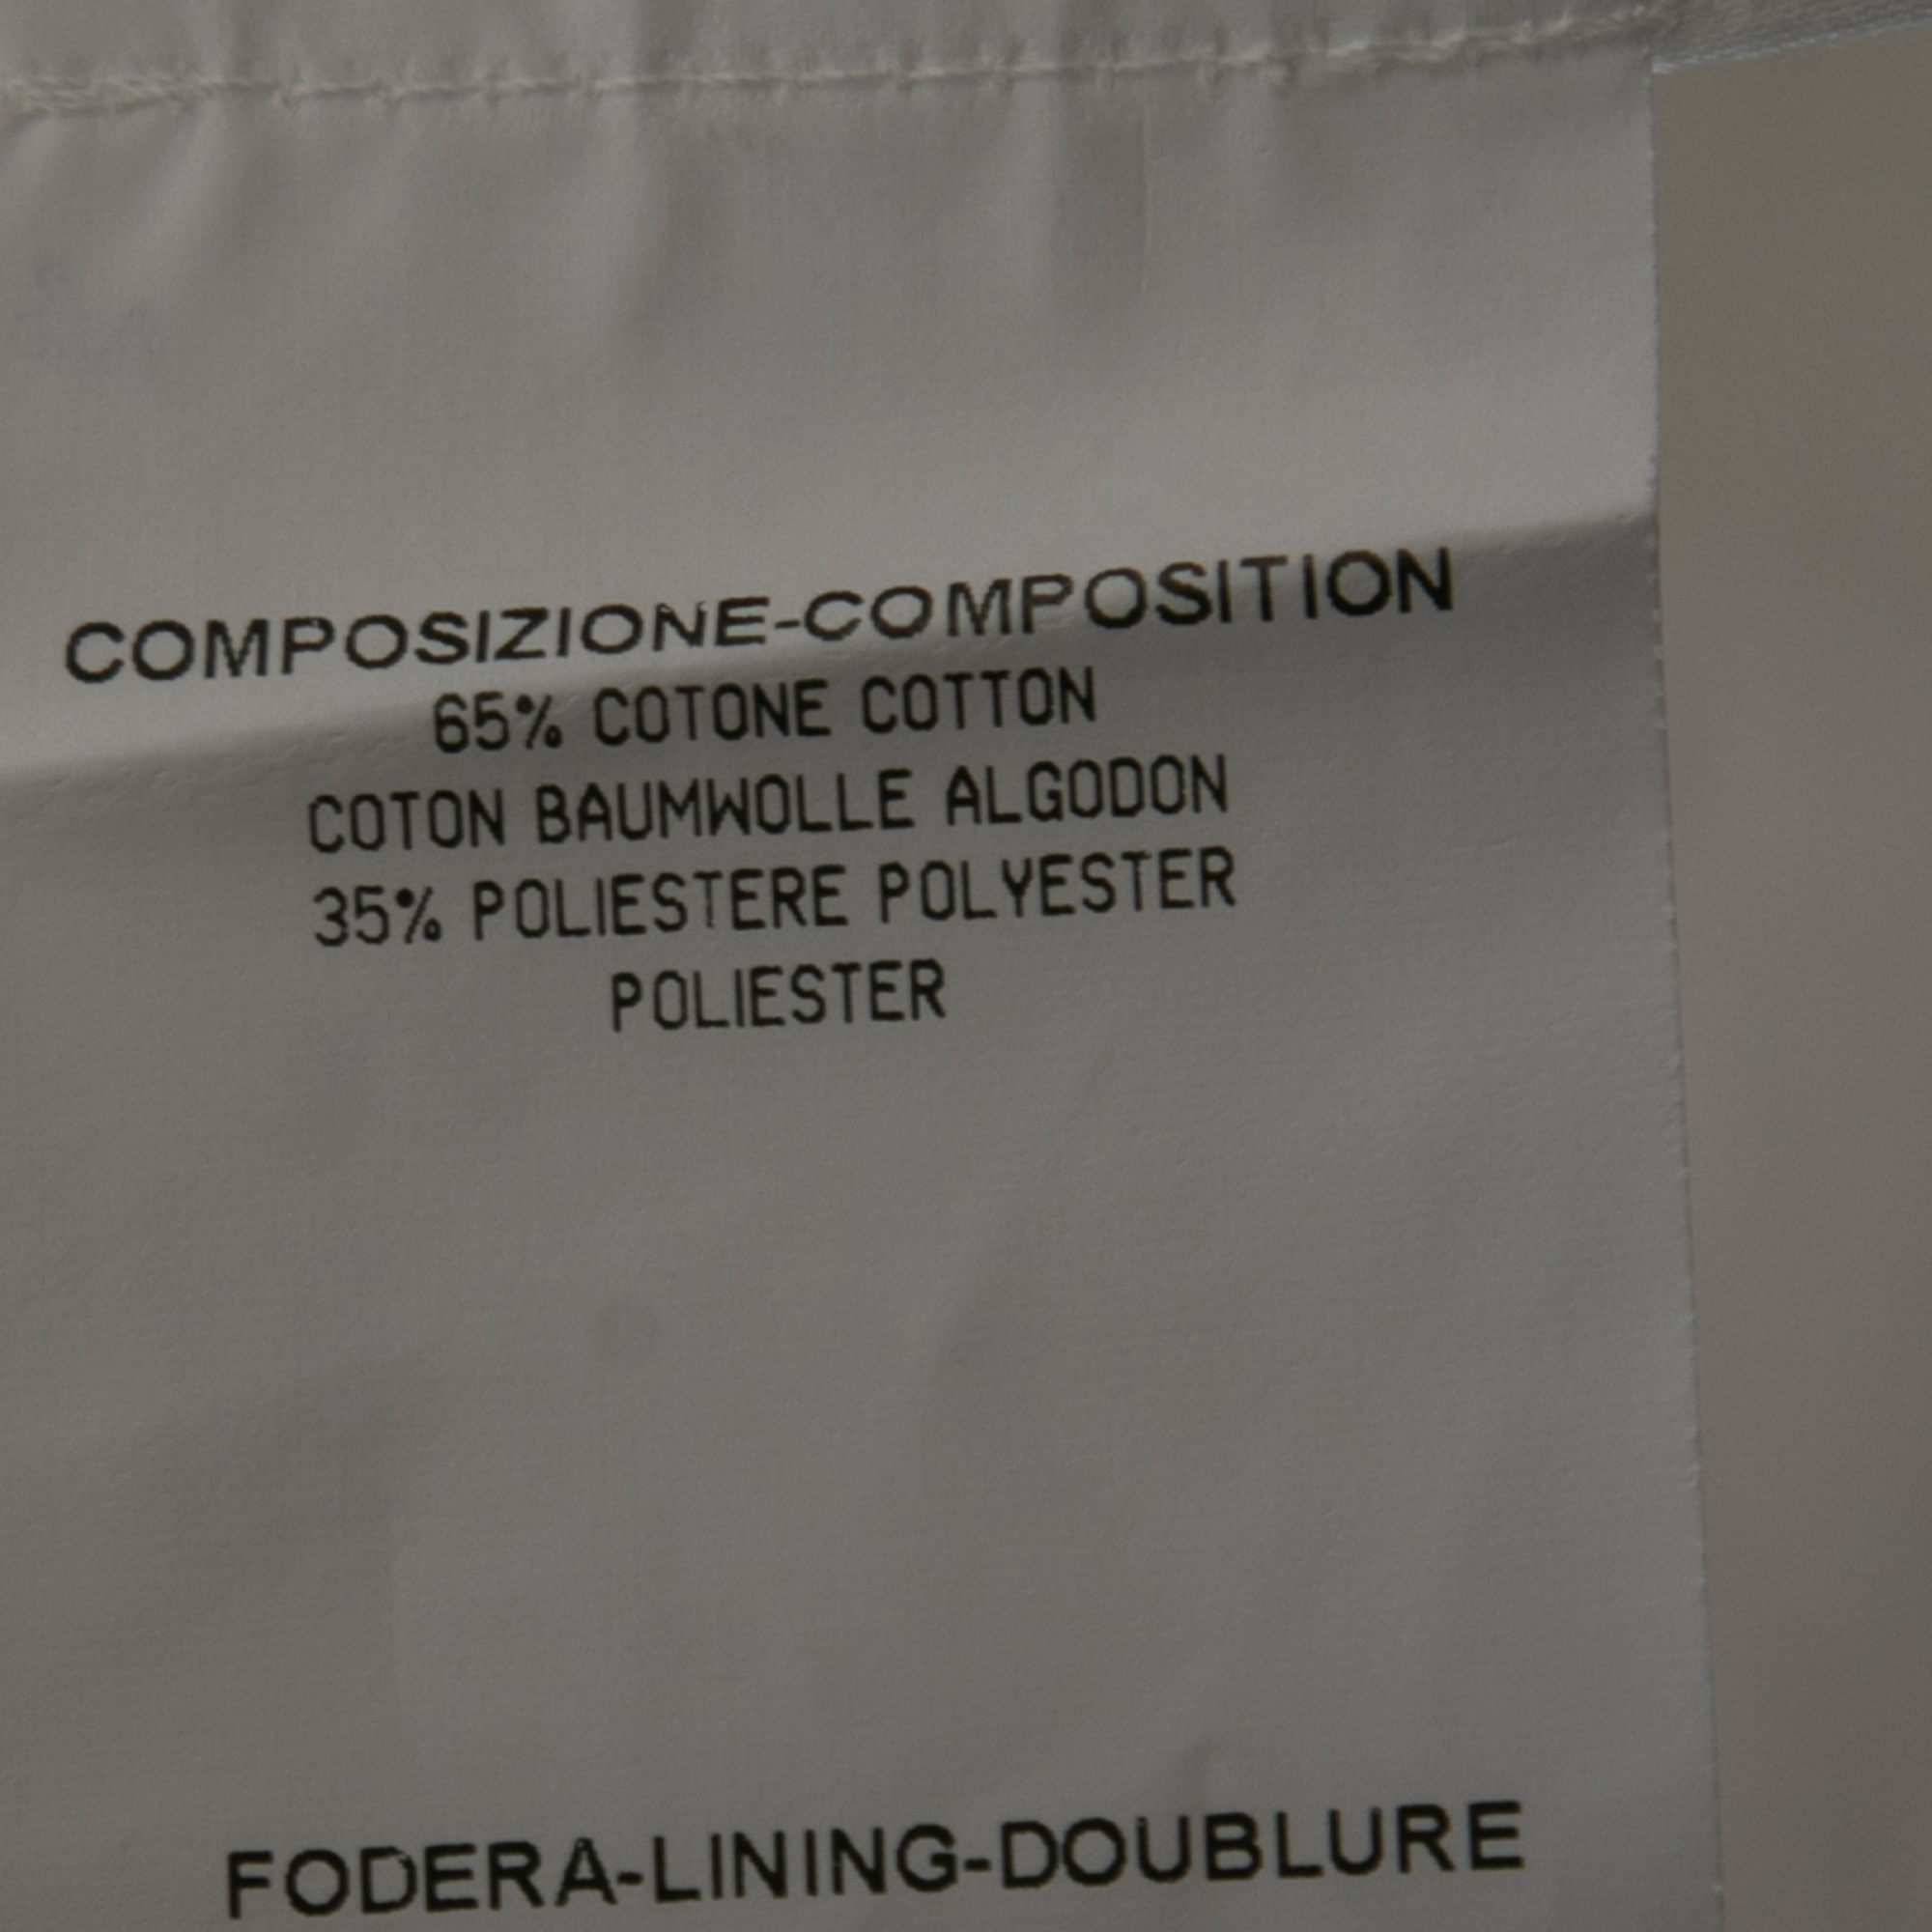 COMPOSIZIONE-COMPOSITION
65% COTONE COTTON
COTON BAUMWOLLE ALGODON
35% POLIESTERE POLYESTER
POLIESTER
FODERA-LINING-DOUBLURE